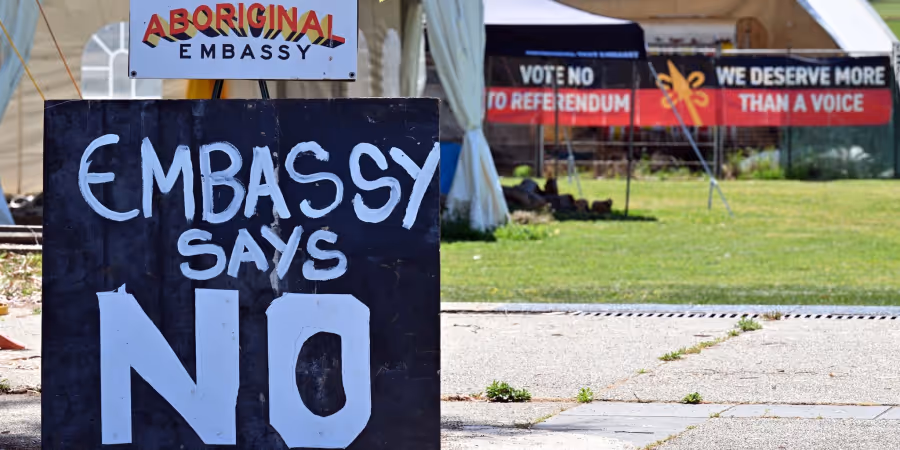 ABORIGINAL
EMBASSY
EMBASSY
SAYS
NO
VOTE NO
TO REFERENDUM
WE DESERVE MORE
THAN A VOICE